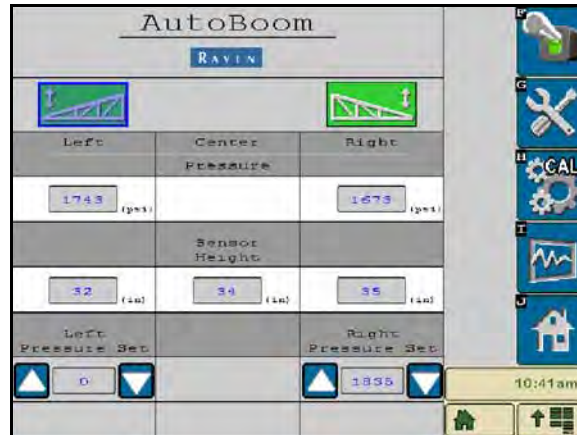 AutoBoom
RAVEN
Left Center Right
Pressure
1743 (psi) 1673 (psi)
Sensor
Height
32 (in) 34 (in) 35 (in)
Left Right
Pressure Set Pressure Set
0 1835
F
G
H
CAL
I
J
10:41am